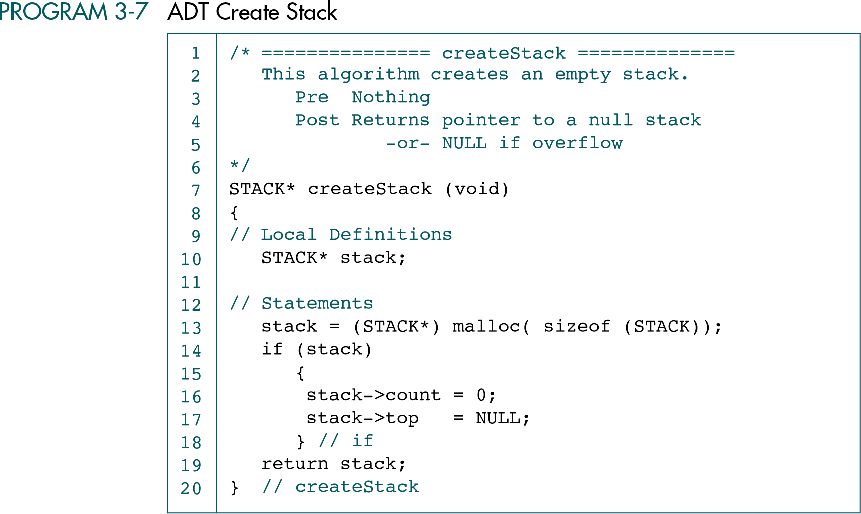 PROGRAM 3-7 ADT Create Stack
1 /* =============== createStack ==============
2 This algorithm creates an empty stack.
3 Pre Nothing
4 Post Returns pointer to a null stack
5 -or- NULL if overflow
6 */
7 STACK* createStack (void)
8 {
9 // Local Definitions
10 STACK* stack;
11
12 // Statements
13 stack = (STACK*) malloc( sizeof (STACK));
14 if (stack)
15 {
16 stack->count = 0;
17 stack->top = NULL;
18 } // if
19 return stack;
20 } // createStack